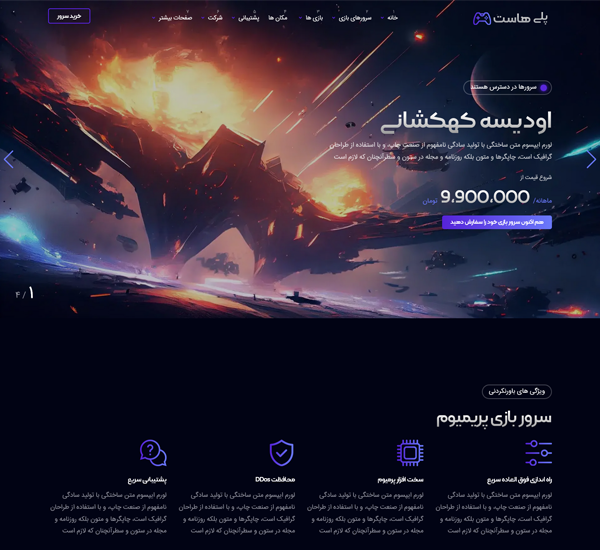 پلی هاست
خانه
سرورهای بازی
بازی ها
مکان ها
پشتیبانی
شرکت
صفحات بیشتر
خرید سرور
سرورها در دسترس هستند
اودیسه کهکشانی
لورم ایپسوم متن ساختگی با تولید سادگی نامفهوم از صنعت چاپ، و با استفاده از طراحان
گرافیک است، چاپگرها و متون بلکه روزنامه و مجله در ستون و سطرآنچنان که لازم است
شروع قیمت از
9.900.000 ماهانه/ تومان
هم اکنون سرور بازی خود را سفارش دهید
1 / 4
ویژگی های باورنکردنی
سرور بازی پریمیوم
راه اندازی فوق العاده سریع
لورم ایپسوم متن ساختگی با تولید سادگی
نامفهوم از صنعت چاپ، و با استفاده از طراحان
گرافیک است، چاپگرها و متون بلکه روزنامه و
مجله در ستون و سطرآنچنان که لازم است
سخت افزار پرمیوم
لورم ایپسوم متن ساختگی با تولید سادگی
نامفهوم از صنعت چاپ، و با استفاده از طراحان
گرافیک است، چاپگرها و متون بلکه روزنامه و
مجله در ستون و سطرآنچنان که لازم است
محافظت DDos
لورم ایپسوم متن ساختگی با تولید سادگی
نامفهوم از صنعت چاپ، و با استفاده از طراحان
گرافیک است، چاپگرها و متون بلکه روزنامه و
مجله در ستون و سطرآنچنان که لازم است
پشتیبانی سریع
لورم ایپسوم متن ساختگی با تولید سادگی
نامفهوم از صنعت چاپ، و با استفاده از طراحان
گرافیک است، چاپگرها و متون بلکه روزنامه و
مجله در ستون و سطرآنچنان که لازم است